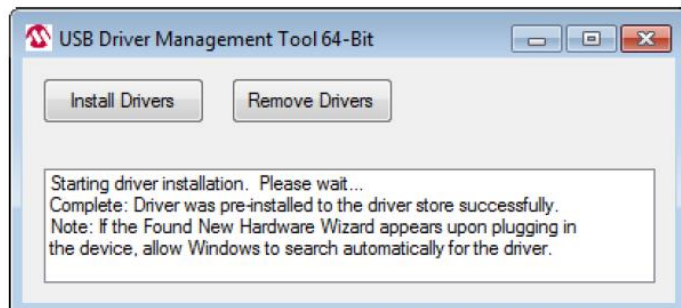 USB Driver Management Tool 64-Bit
Install Drivers
Remove Drivers
Starting driver installation.  Please wait...
Complete: Driver was pre-installed to the driver store successfully.
Note: If the Found New Hardware Wizard appears upon plugging in
the device, allow Windows to search automatically for the driver.